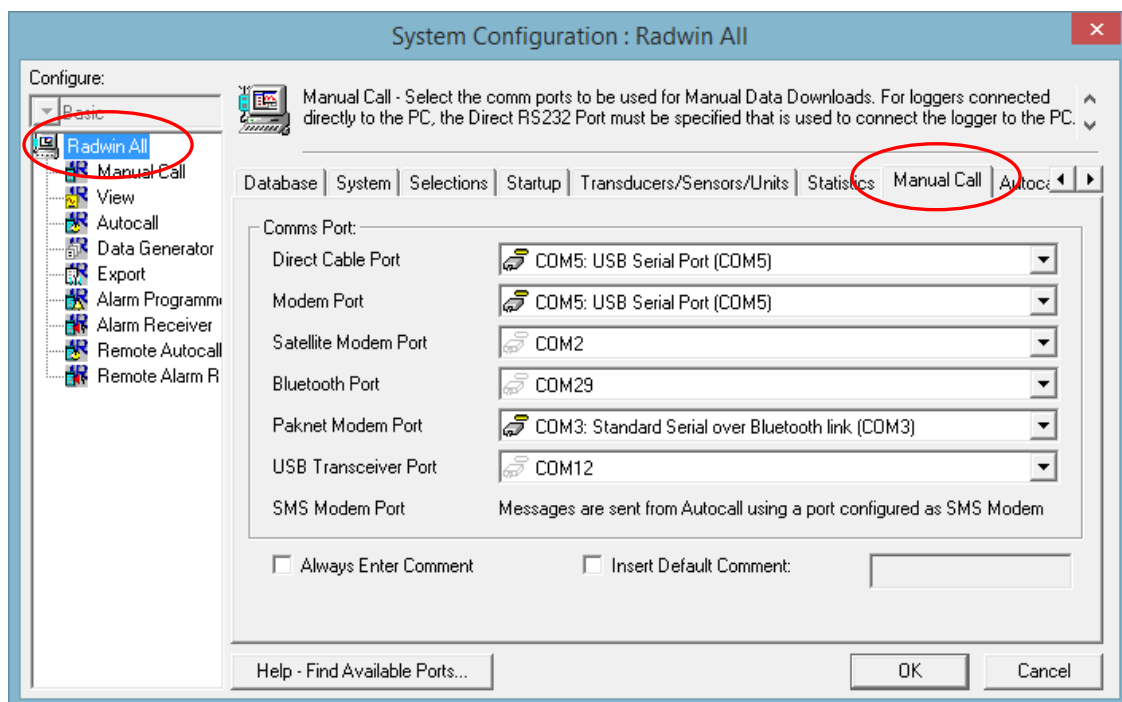 System Configuration : Radwin All
Configure:
Basic
Radwin All
Manual Call
View
Autocall
Data Generator
Export
Alarm Programm
Alarm Receiver
Remote Autocall
Remote Alarm R
Manual Call - Select the comm ports to be used for Manual Data Downloads. For loggers connected
directly to the PC, the Direct RS232 Port must be specified that is used to connect the logger to the PC.
Database System Selections Startup Transducers/Sensors/Units Statistics Manual Call Autoca
Comms Port:
Direct Cable Port COM5: USB Serial Port (COM5)
Modem Port COM5: USB Serial Port (COM5)
Satellite Modem Port COM2
Bluetooth Port COM29
Paknet Modem Port COM3: Standard Serial over Bluetooth link (COM3)
USB Transceiver Port COM12
SMS Modem Port Messages are sent from Autocall using a port configured as SMS Modem
Always Enter Comment Insert Default Comment:
Help - Find Available Ports... OK Cancel